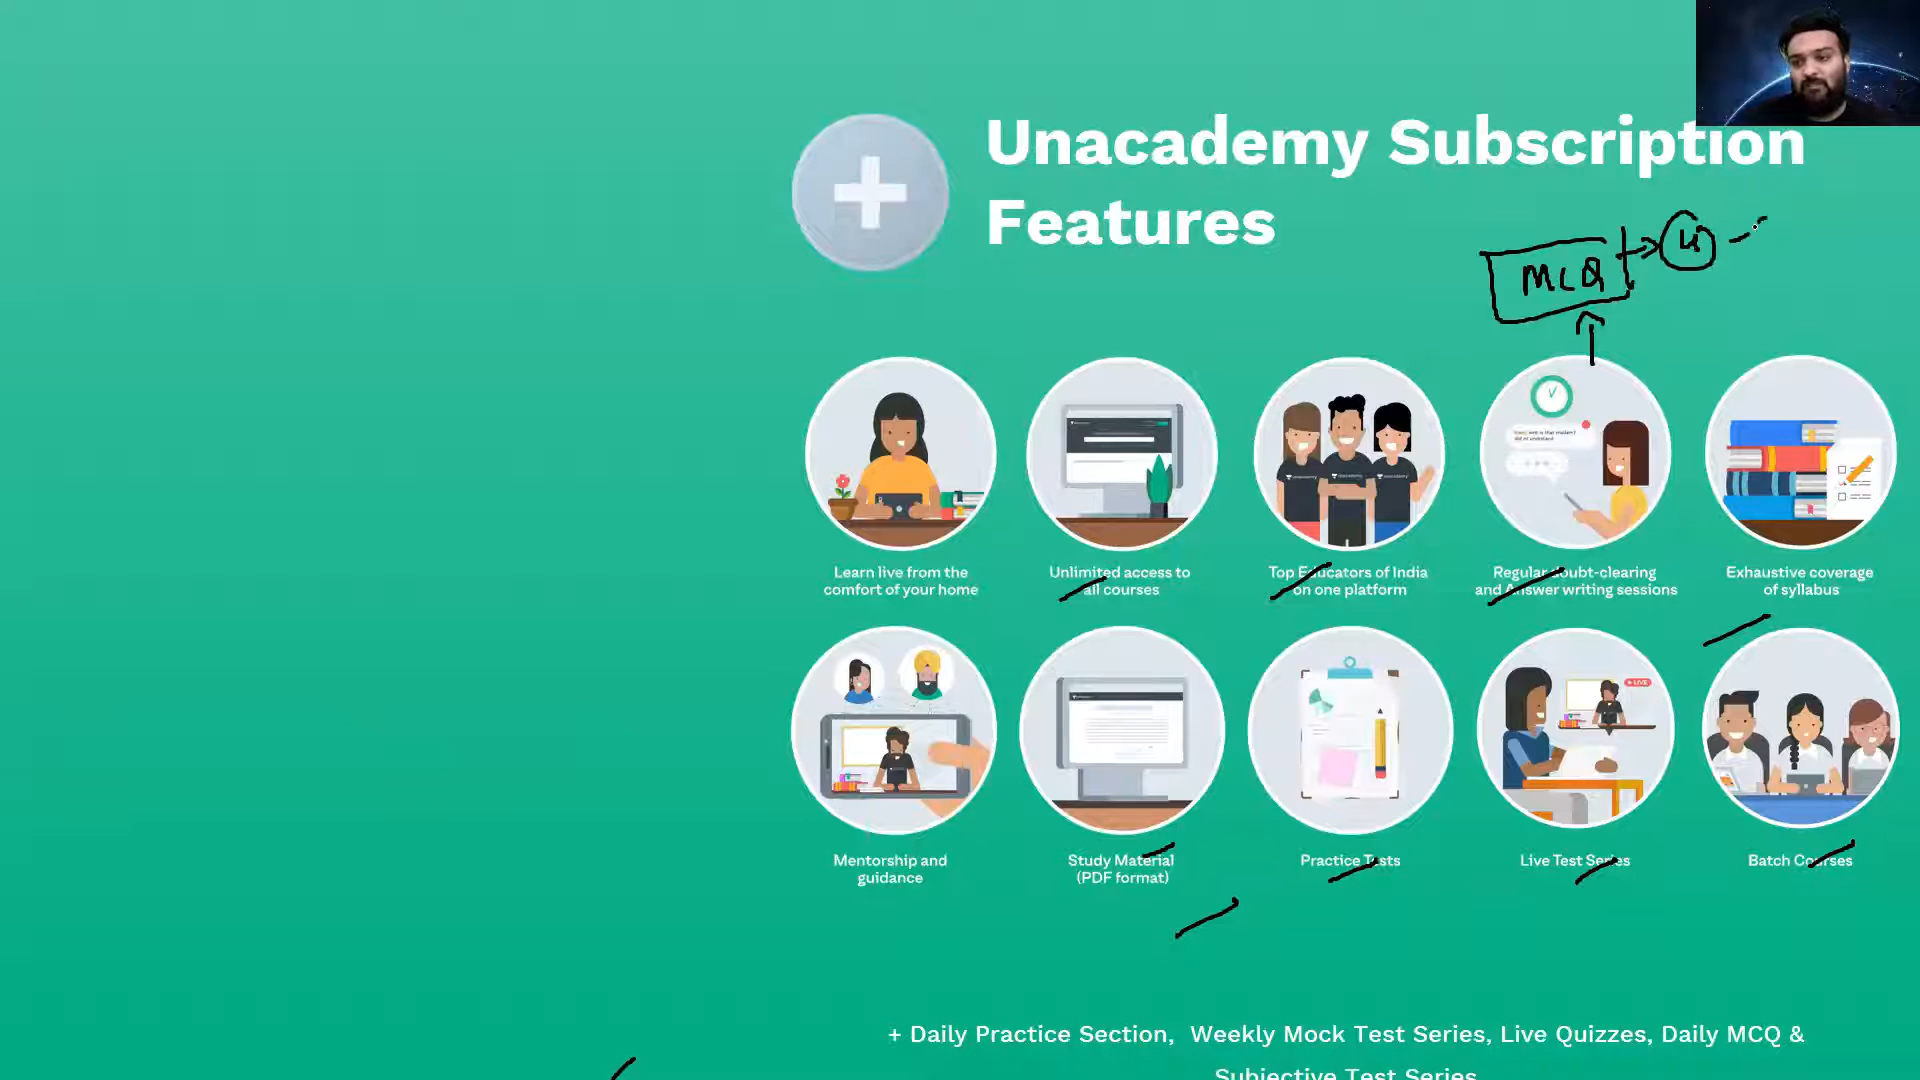 Unacademy Subscription
Features
MCQ
Learn live from the
comfort of your home
Unlimited access to
all courses
Top Educators of India
on one platform
Regular doubt-clearing
and Answer writing sessions
Exhaustive coverage
of syllabus
LIVE
Mentorship and
guidance
Study Material
(PDF format)
Practice Tests
Live Test Series
Batch Courses
+ Daily Practice Section, Weekly Mock Test Series, Live Quizzes, Daily MCQ &
Subjective Test Series